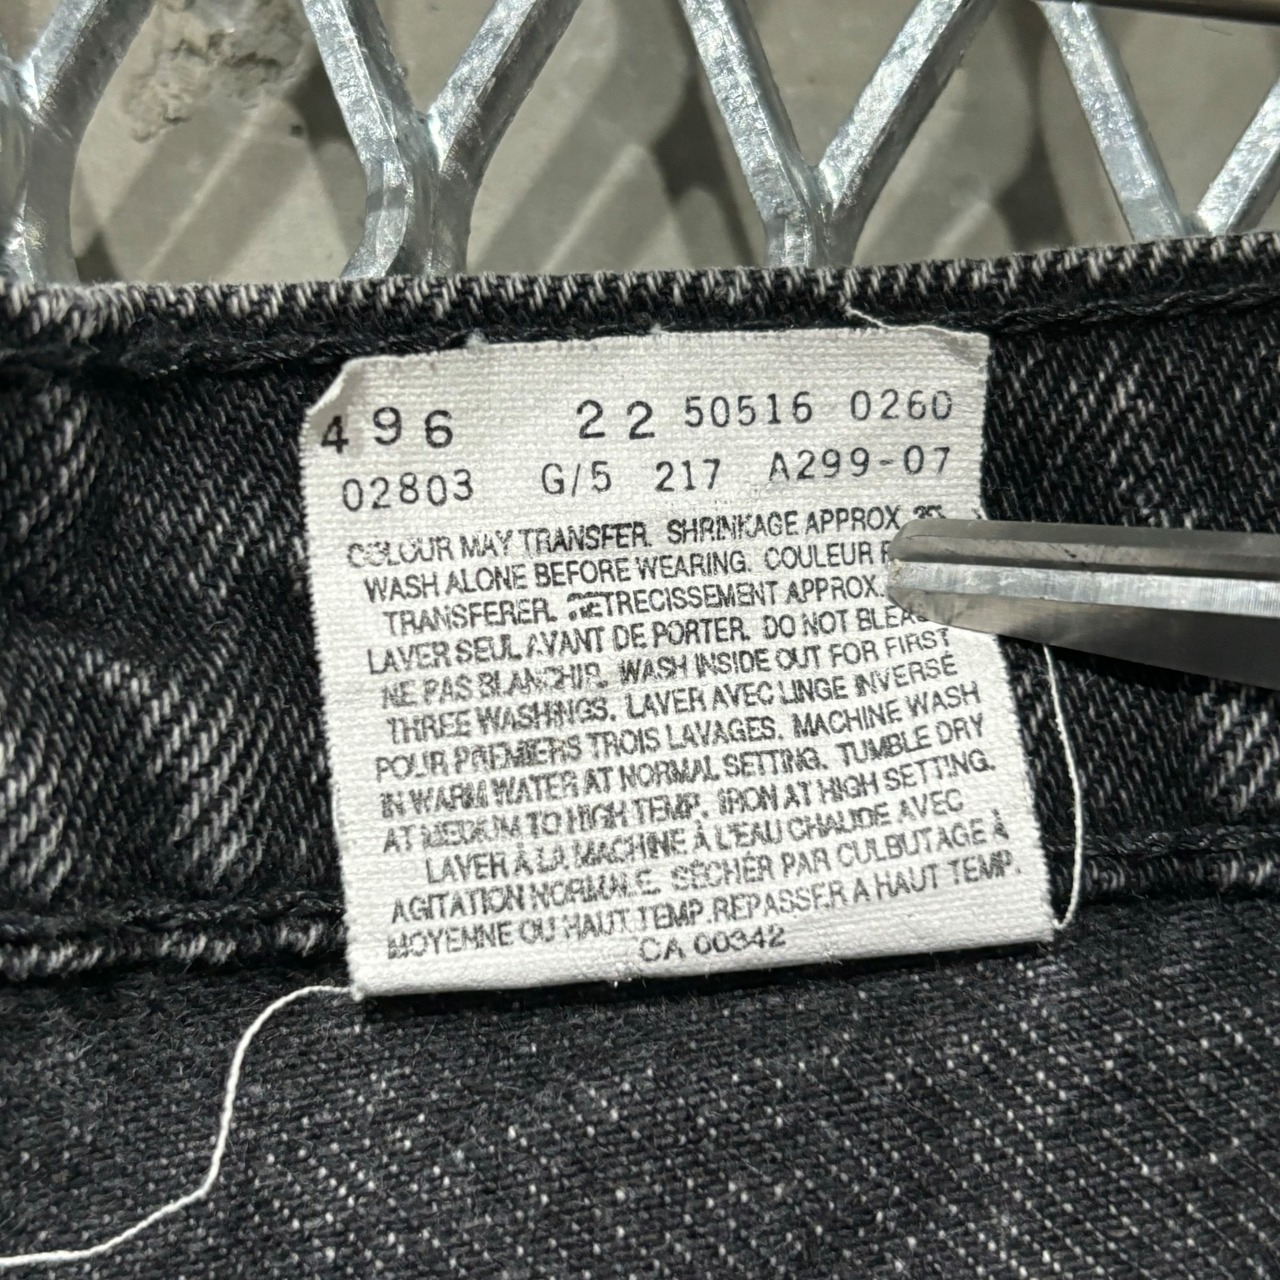 496 22 50516 0260
02803 G/5 217 A299-07
COLOUR MAY TRANSFER. SHRINKAGE APPROX
WASH ALONE BEFORE WEARING. COULEUR
TRANSFERER. RETRECISSEMENT APPROX.
LAVER SEUL AVANT DE PORTER. DO NOT
NE PAS BLANCHIR. WASH INSIDE OUT FOR FIRST
THREE WASHINGS. LAVER AVEC LINGE INVERSÉ
POUR PREMIERS TROIS LAVAGES. MACHINE WASH
IN WARM WATER AT NORMAL SETTING. TUMBLE DRY
AT MEDIUM TO HIGH TEMP. IRON AT HIGH SETTING.
LAVER À LA MACHINE À L'EAU CHAUDE AVEC
AGITATION NORMALE. SÉCHER PAR CULBUTAGE À
MOYENNE OU HAUT TEMP. REPASSER A HAUT TEMP.
CA 00342